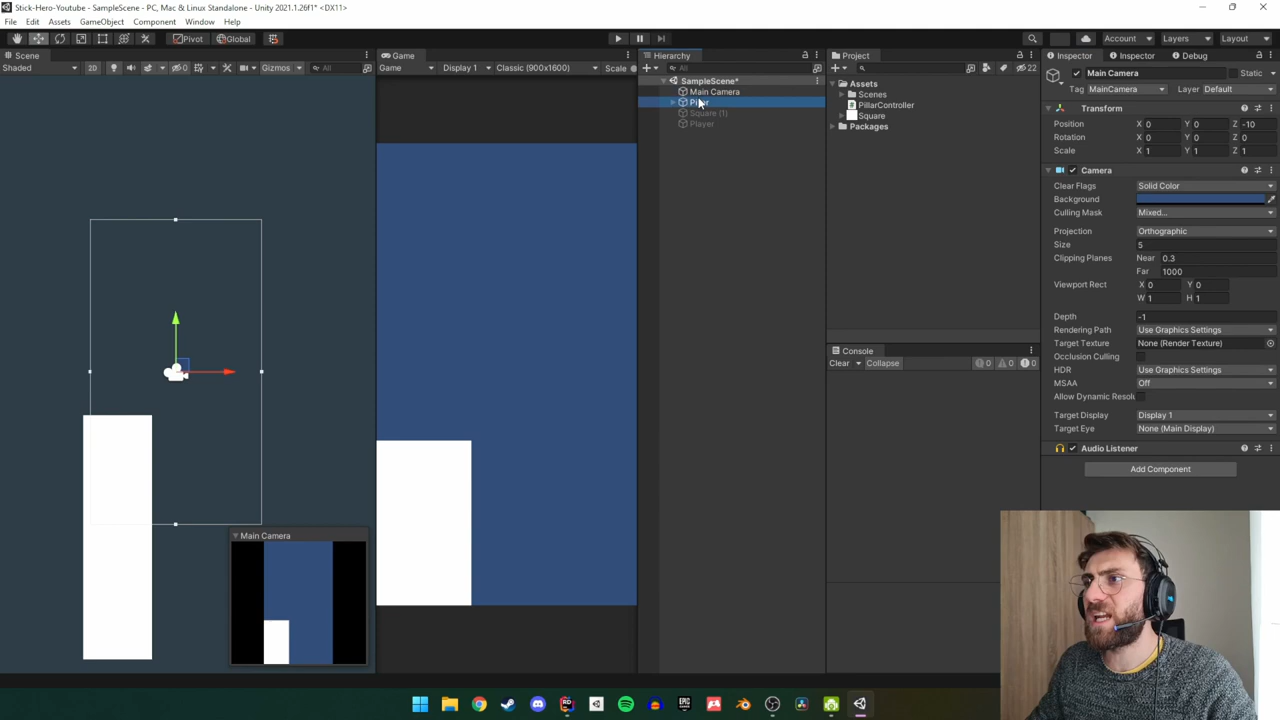 Stick-Hero-Youtube - SampleScene - PC, Mac & Linux Standalone - Unity 2021.1.26f1* <DX11>
File Edit Assets GameObject Component Window Help
Pivot Global Account Layers Layout
Scene
Shaded 2D 0 Gizmos All
Game
Game Display 1 Classic (900x1600) Scale
Hierarchy
All
SampleScene*
Main Camera
Square (1)
Player
Project
22
Assets
Scenes
PillarController
Square
Packages
Console
Clear Collapse 0 0 0
Inspector Inspector Debug
Main Camera Static
Tag MainCamera Layer Default
Transform
Position X 0 Y 0 Z -10
Rotation X 0 Y 0 Z 0
Scale X 1 Y 1 Z 1
Camera
Clear Flags Solid Color
Background
Culling Mask Mixed...
Projection Orthographic
Size 5
Clipping Planes Near 0.3
Far 1000
Viewport Rect X 0 Y 0
W 1 H 1
Depth -1
Rendering Path Use Graphics Settings
Target Texture None (Render Texture)
Occlusion Culling
HDR Use Graphics Settings
MSAA Off
Allow Dynamic Resolu
Target Display Display 1
Target Eye None (Main Display)
Audio Listener
Add Component
Main Camera